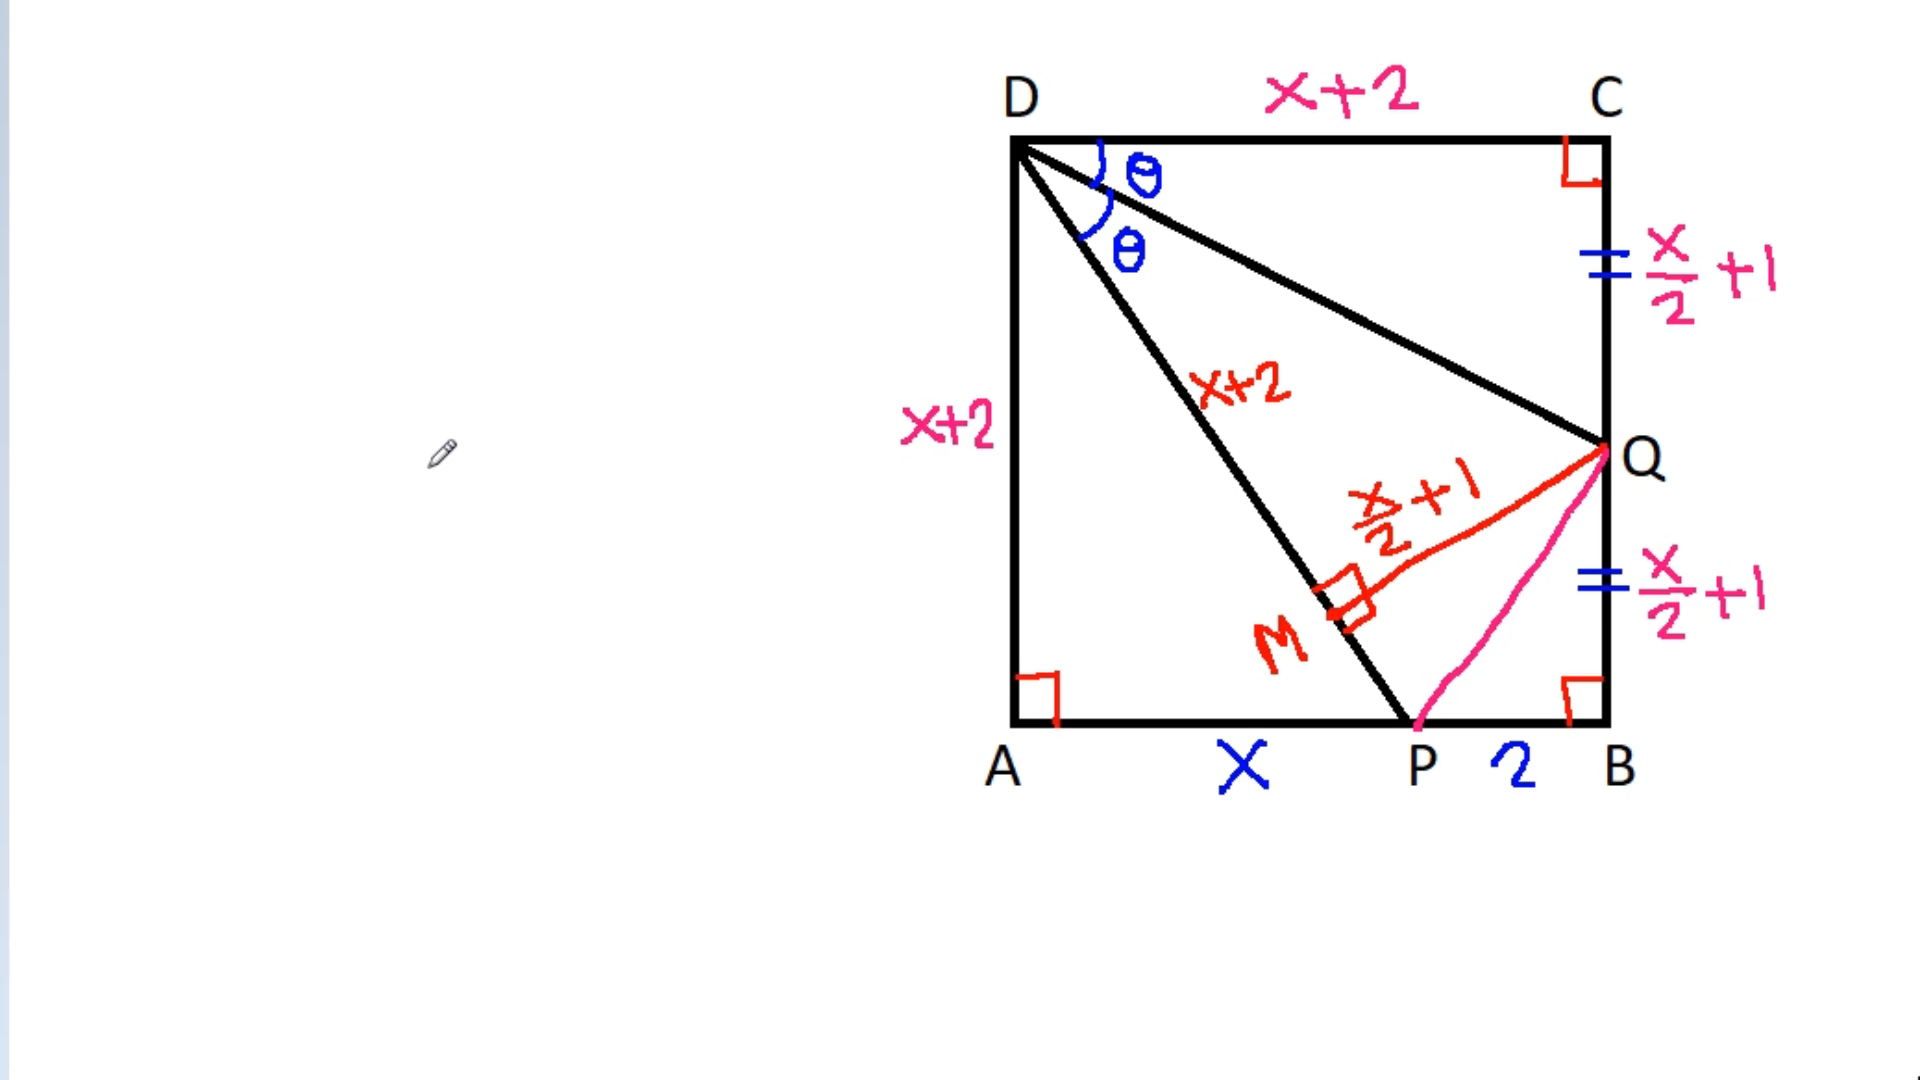 D x+2 C
θ
θ
x/2 +1
x+2
x+2
Q
x/2 +1
x/2 +1
M
A x P 2 B